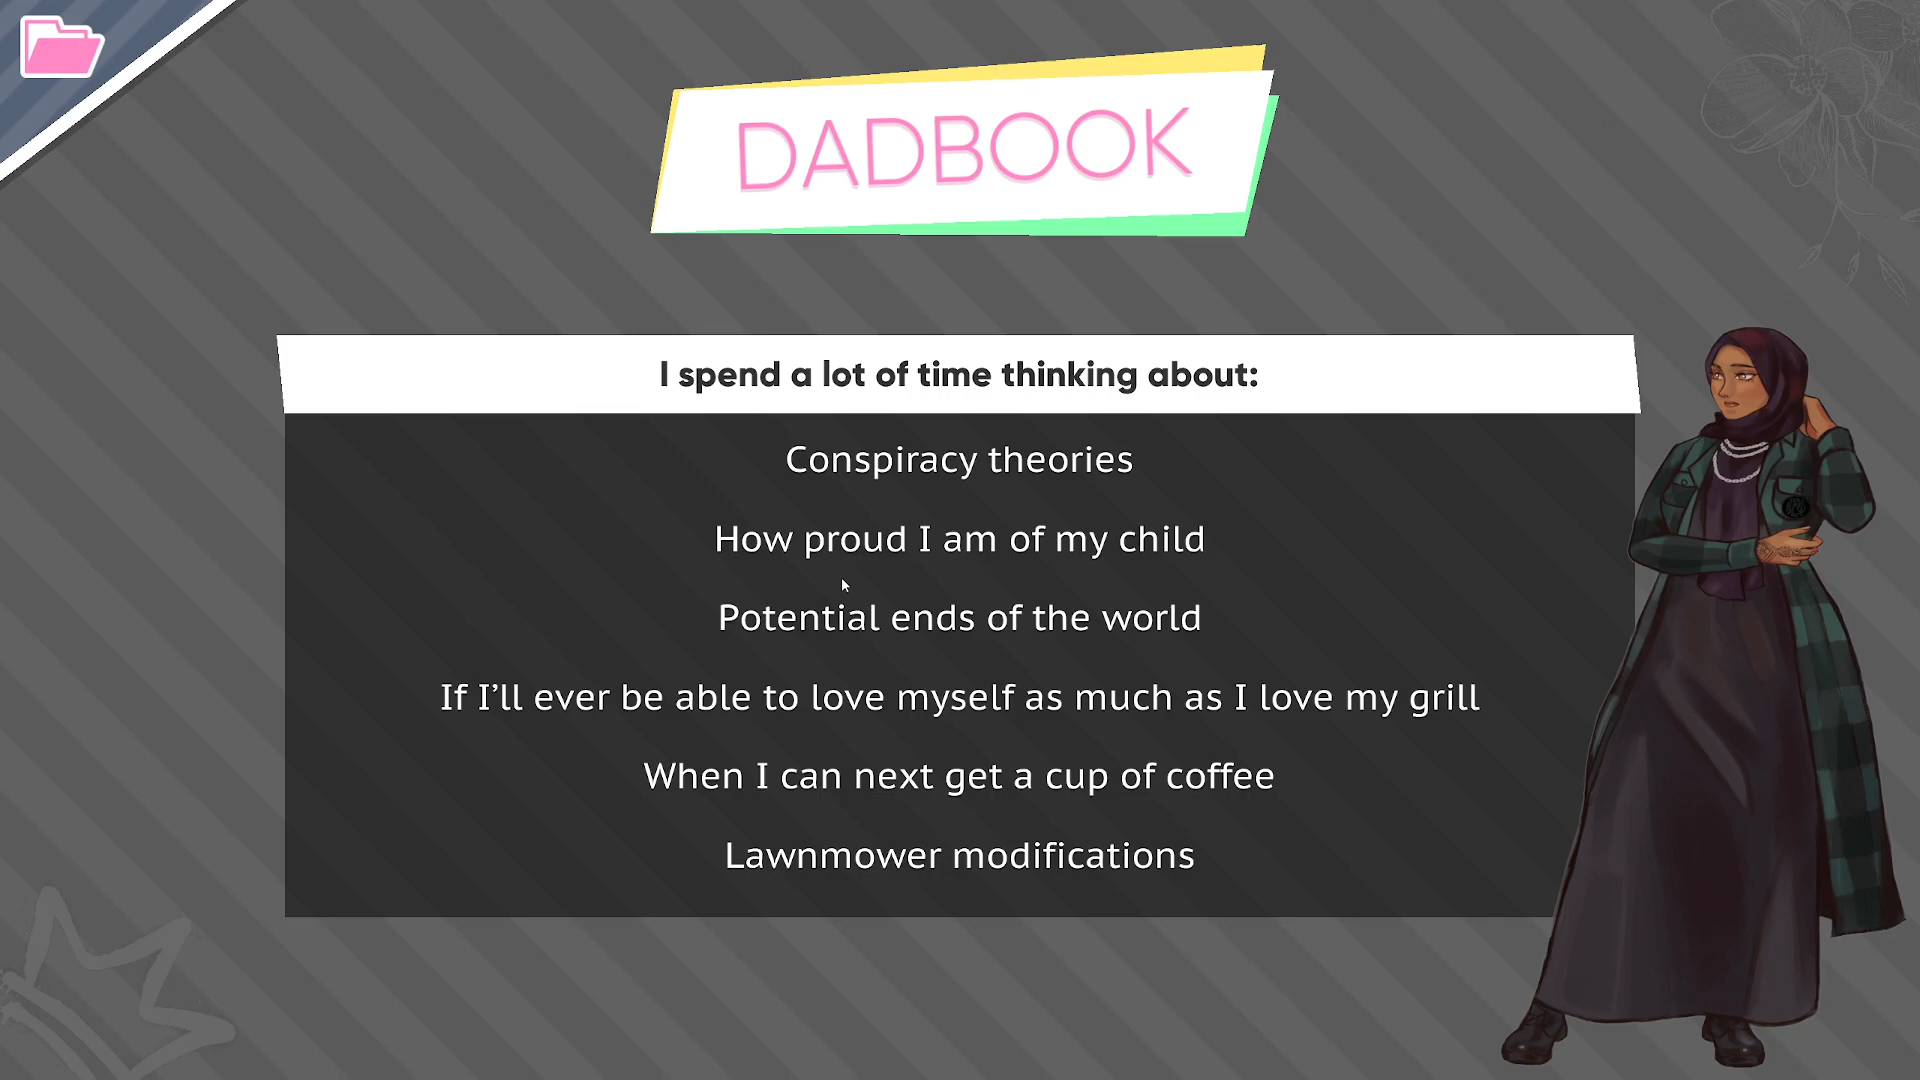 DADBOOK
I spend a lot of time thinking about:
Conspiracy theories
How proud I am of my child
Potential ends of the world
If I’ll ever be able to love myself as much as I love my grill
When I can next get a cup of coffee
Lawnmower modifications